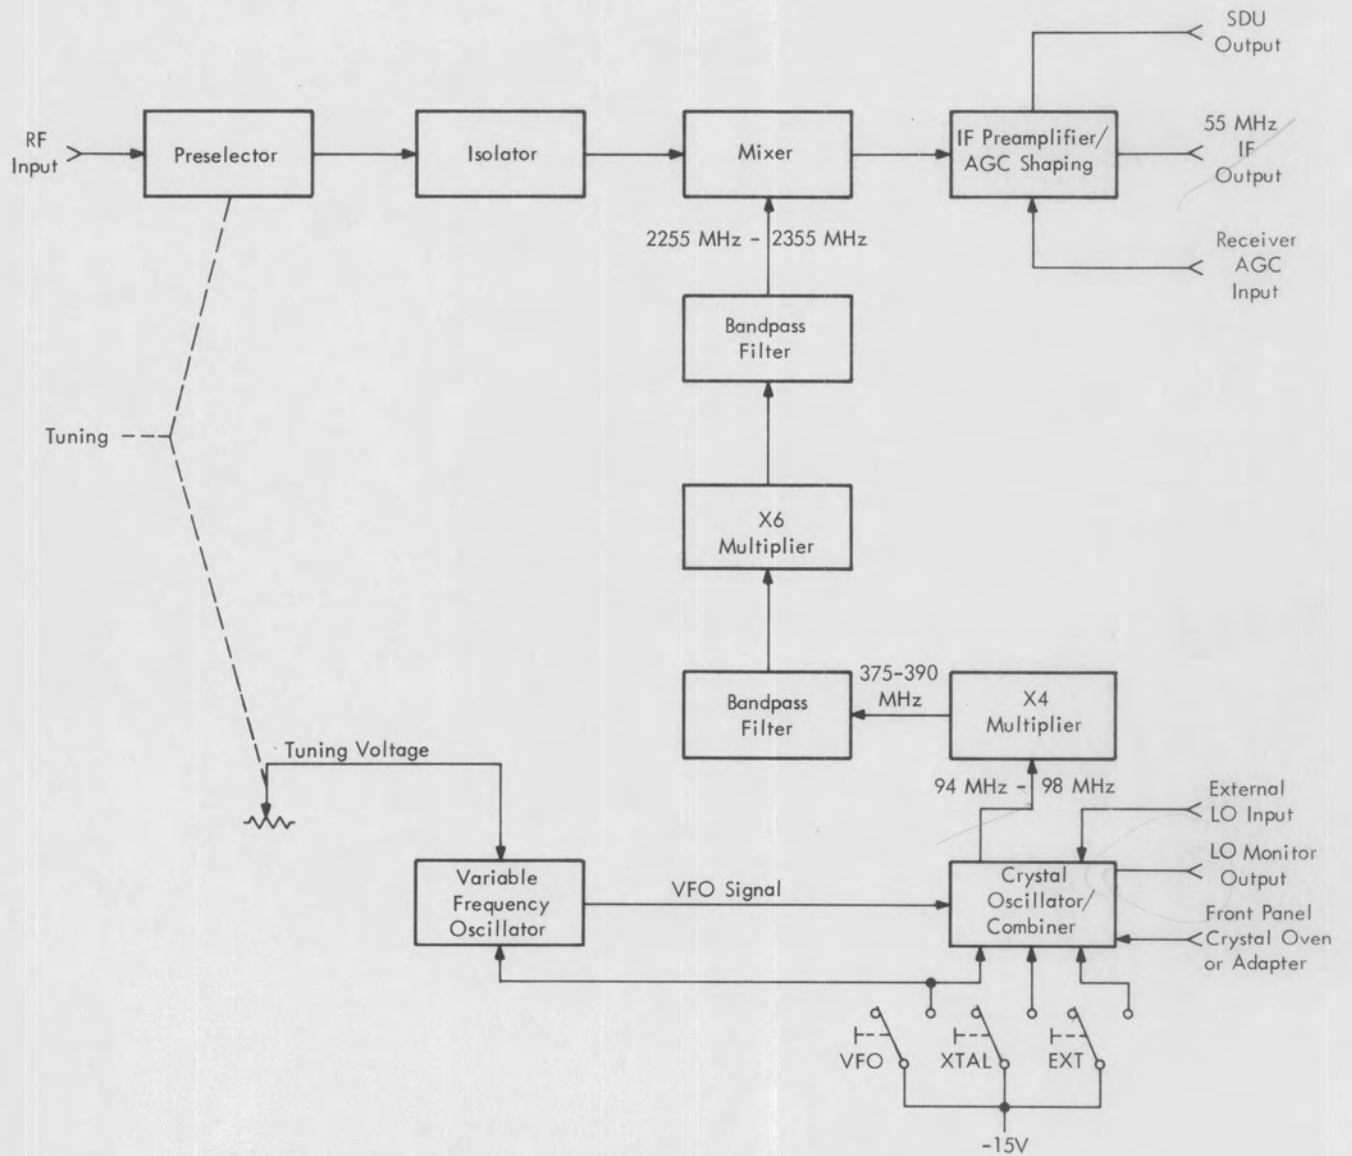 SDU
Output
RF
Input
Preselector
Isolator
Mixer
IF Preamplifier/
AGC Shaping
55 MHz
IF
Output
2255 MHz - 2355 MHz
Receiver
AGC
Input
Bandpass
Filter
Tuning
X6
Multiplier
Bandpass
Filter
375-390
MHz
X4
Multiplier
Tuning Voltage
94 MHz - 98 MHz
External
LO Input
Variable
Frequency
Oscillator
VFO Signal
Crystal
Oscillator/
Combiner
LO Monitor
Output
Front Panel
Crystal Oven
or Adapter
VFO
XTAL
EXT
-15V